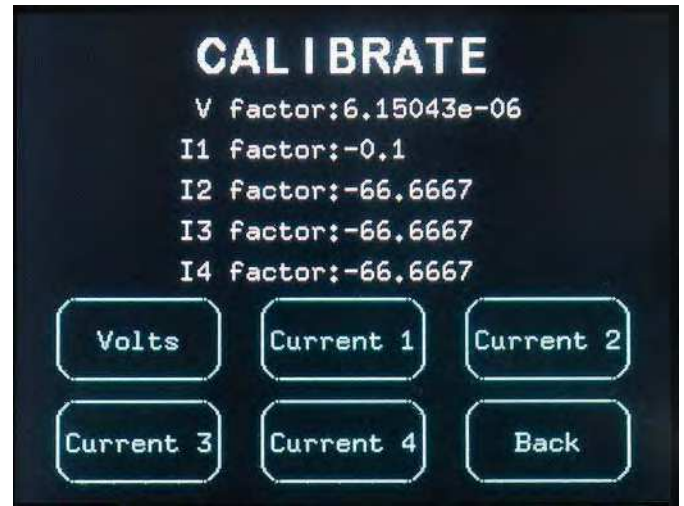 CALIBRATE
V factor:6.15043e-06
I1 factor:-0.1
I2 factor:-66.6667
I3 factor:-66.6667
I4 factor:-66.6667
Volts
Current 1
Current 2
Current 3
Current 4
Back